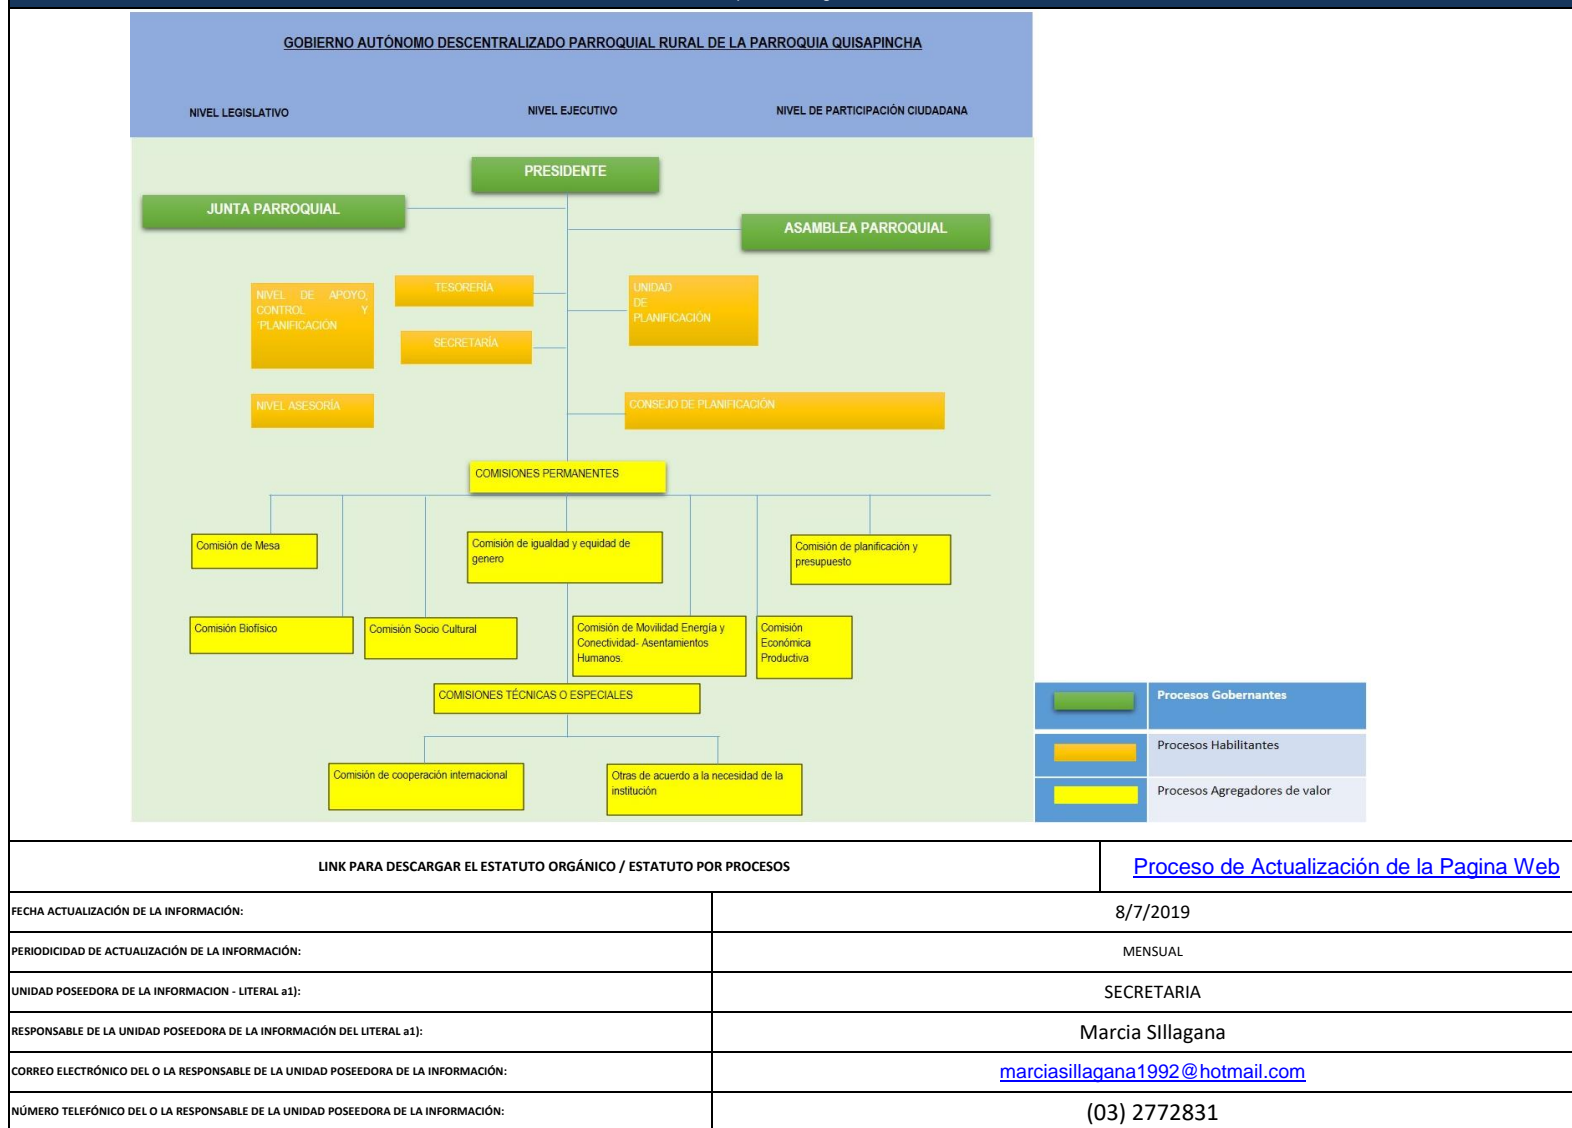 GOBIERNO AUTÓNOMO DESCENTRALIZADO PARROQUIAL RURAL DE LA PARROQUIA QUISAPINCHA
NIVEL LEGISLATIVO
NIVEL EJECUTIVO
NIVEL DE PARTICIPACIÓN CIUDADANA
PRESIDENTE
JUNTA PARROQUIAL
ASAMBLEA PARROQUIAL
NIVEL DE APOYO,
CONTROL Y
PLANIFICACIÓN
TESORERÍA
UNIDAD
DE
PLANIFICACIÓN
SECRETARÍA
NIVEL ASESORÍA
CONSEJO DE PLANIFICACIÓN
COMISIONES PERMANENTES
Comisión de Mesa
Comisión de igualdad y equidad de
genero
Comisión de planificación y
presupuesto
Comisión Biofísico
Comisión Socio Cultural
Comisión de Movilidad Energía y
Conectividad- Asentamientos
Humanos.
Comisión
Económica
Productiva
COMISIONES TÉCNICAS O ESPECIALES
Comisión de cooperación internacional
Otras de acuerdo a la necesidad de la
institución
Procesos Gobernantes
Procesos Habilitantes
Procesos Agregadores de valor
LINK PARA DESCARGAR EL ESTATUTO ORGÁNICO / ESTATUTO POR PROCESOS
Proceso de Actualización de la Pagina Web
FECHA ACTUALIZACIÓN DE LA INFORMACIÓN:
8/7/2019
PERIODICIDAD DE ACTUALIZACIÓN DE LA INFORMACIÓN:
MENSUAL
UNIDAD POSEEDORA DE LA INFORMACION - LITERAL a1):
SECRETARIA
RESPONSABLE DE LA UNIDAD POSEEDORA DE LA INFORMACIÓN DEL LITERAL a1):
Marcia SIllagana
CORREO ELECTRÓNICO DEL O LA RESPONSABLE DE LA UNIDAD POSEEDORA DE LA INFORMACIÓN:
marciasillagana1992@hotmail.com
NÚMERO TELEFÓNICO DEL O LA RESPONSABLE DE LA UNIDAD POSEEDORA DE LA INFORMACIÓN:
(03) 2772831